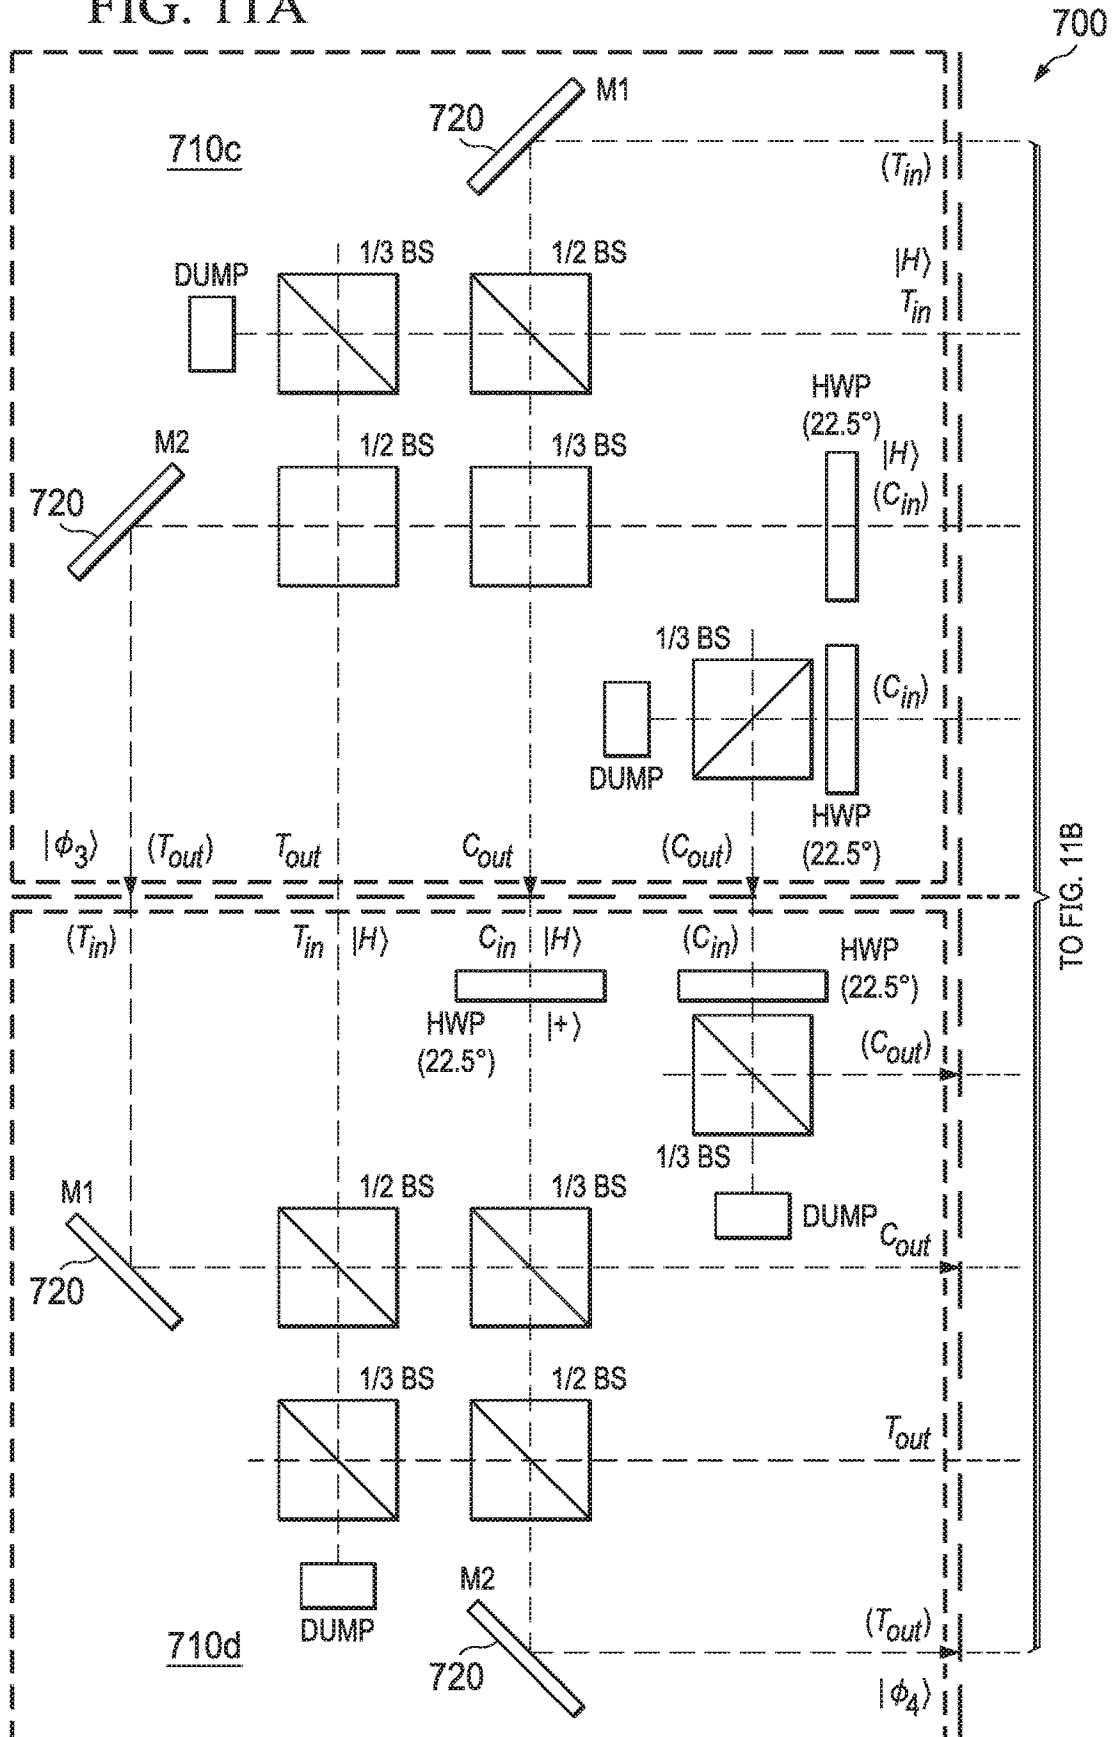 FIG. 11A
700
M1
720
710c
(T_in)
1/3 BS
1/2 BS
|H⟩
DUMP
T_in
HWP
(22.5°)
M2
1/2 BS
1/3 BS
|H⟩
720
(C_in)
1/3 BS
(C_in)
DUMP
HWP
(22.5°)
|ϕ_3⟩
(T_out)
T_out
C_out
(C_out)
TO FIG. 11B
(T_in)
T_in
|H⟩
C_in
|H⟩
(C_in)
HWP
(22.5°)
HWP
(22.5°)
|+⟩
(C_out)
1/3 BS
M1
1/2 BS
1/3 BS
DUMP
C_out
720
1/3 BS
1/2 BS
T_out
DUMP
M2
(T_out)
710d
720
|ϕ_4⟩